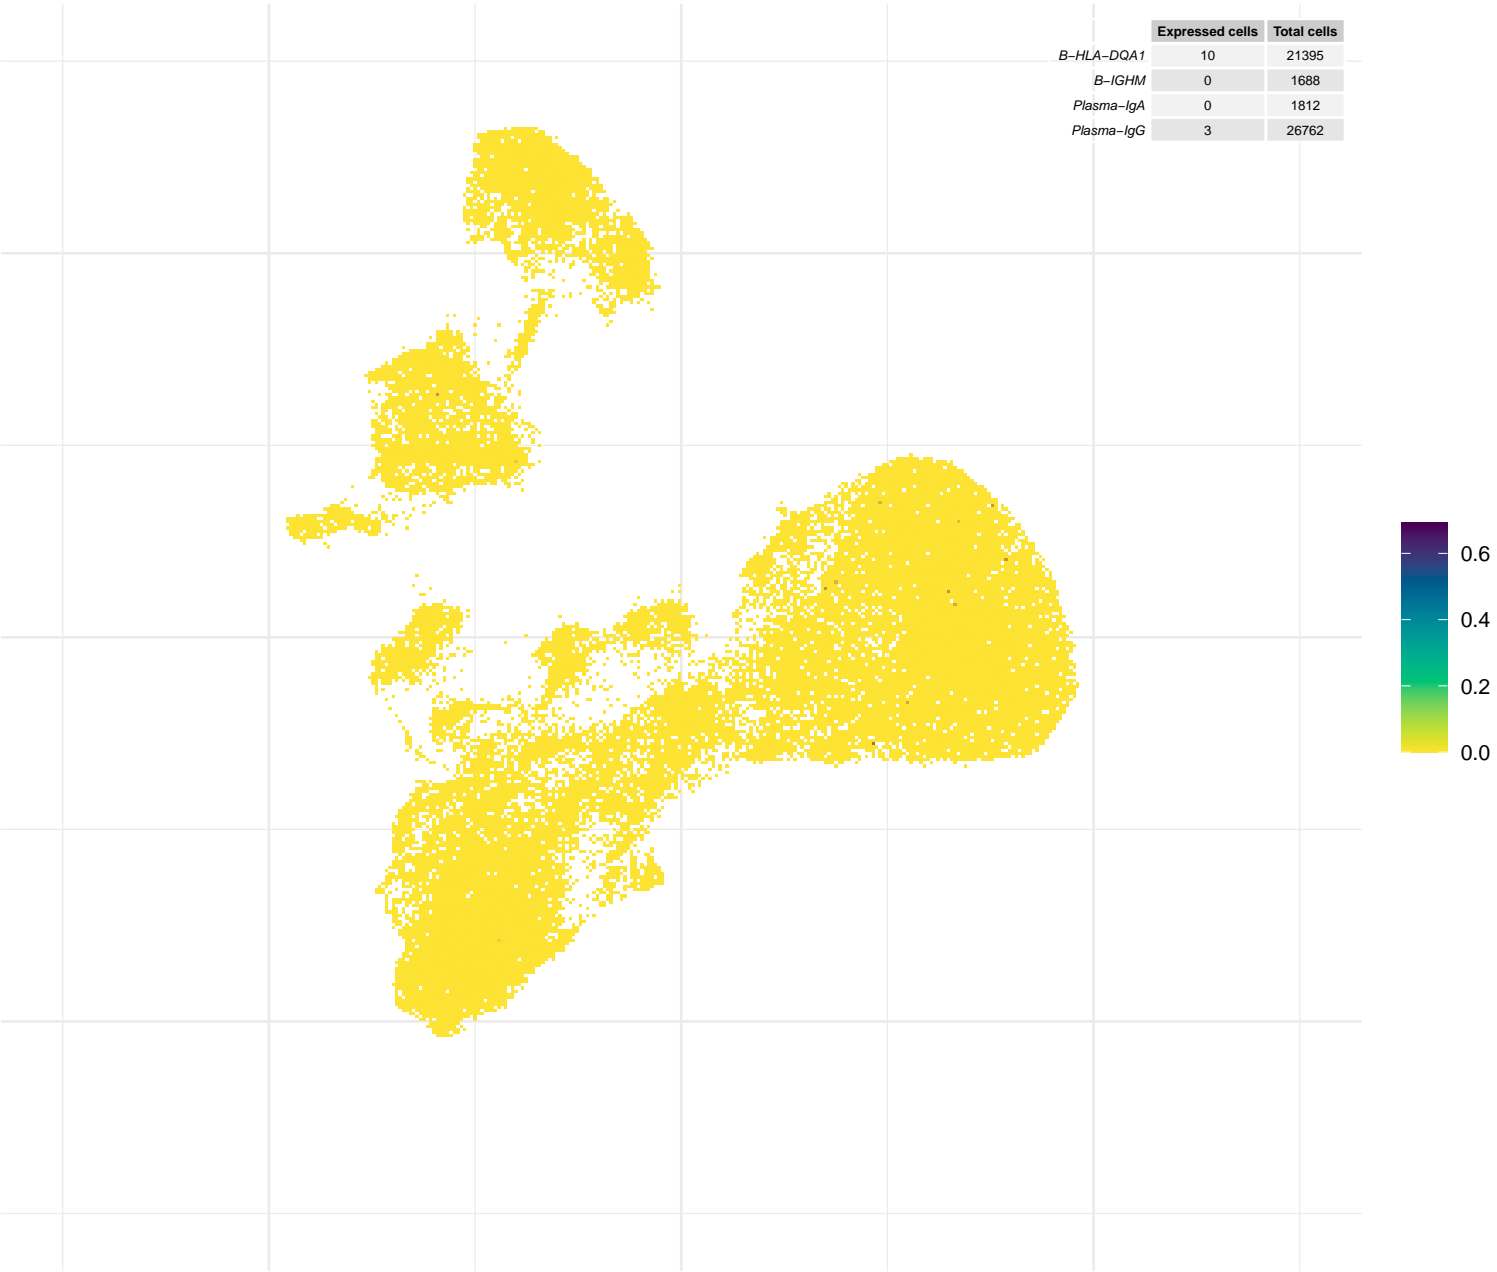 Expressed cells Total cells
B−HLA−DQA1 10 21395
B−IGHM 0 1688
Plasma−IgA 0 1812
Plasma−IgG 3 26762
0.6
0.4
0.2
0.0